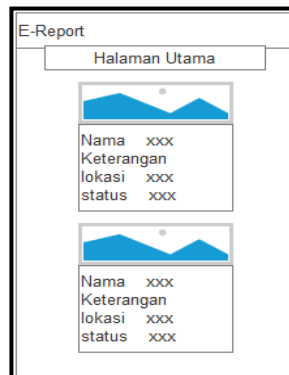 E-Report
Halaman Utama
Nama xxx
Keterangan
lokasi xxx
status xxx
Nama xxx
Keterangan
lokasi xxx
status xxx